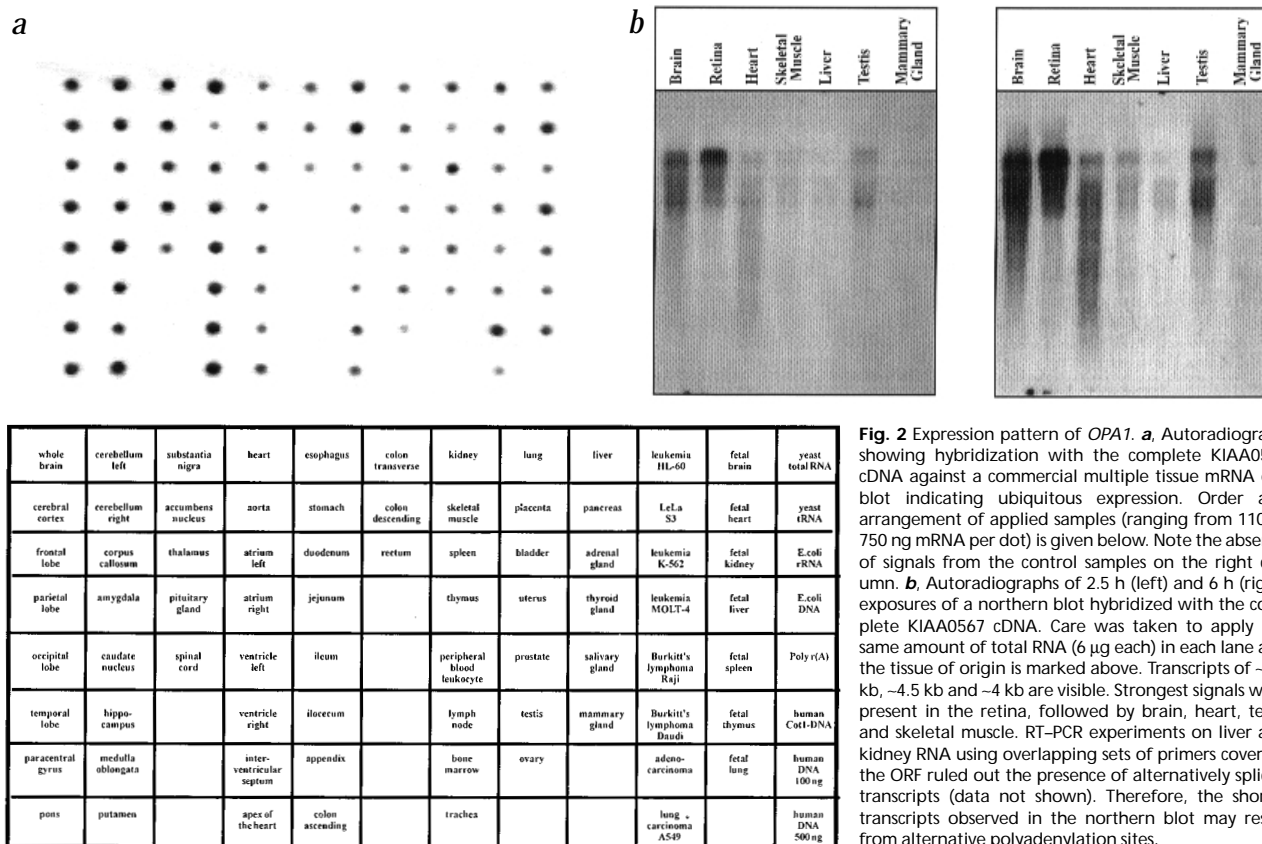 a
b
Brain
Retina
Heart
Skeletal
Muscle
Liver
Testis
Mammary
Gland
Brain
Retina
Heart
Skeletal
Muscle
Liver
Testis
Mammary
Gland
whole brain cerebellum left substantia nigra heart esophagus colon transverse kidney lung liver leukemia HL-60 fetal brain yeast total RNA
cerebral cortex cerebellum right accumbens nucleus aorta stomach colon descending skeletal muscle placenta pancreas LeLa S3 fetal heart yeast tRNA
frontal lobe corpus callosum thalamus atrium left duodenum rectum spleen bladder adrenal gland leukemia K-562 fetal kidney E.coli rRNA
parietal lobe amygdala pituitary gland atrium right jejunum thymus uterus thyroid gland leukemia MOLT-4 fetal liver E.coli DNA
occipital lobe caudate nucleus spinal cord ventricle left ileum peripheral blood leukocyte prostate salivary gland Burkitt's lymphoma Raji fetal spleen Poly r(A)
temporal lobe hippo-campus ventricle right ilocecum lymph node testis mammary gland Burkitt's lymphoma Daudi fetal thymus human Cot1-DNA
paracentral gyrus medulla oblongata inter-ventricular septum appendix bone marrow ovary adeno-carcinoma fetal lung human DNA 100 ng
pons putamen apex of the heart colon ascending trachea lung carcinoma A549 human DNA 500 ng
Fig. 2 Expression pattern of OPA1. a, Autoradiogra
showing hybridization with the complete KIAA05
cDNA against a commercial multiple tissue mRNA
blot indicating ubiquitous expression. Order a
arrangement of applied samples (ranging from 110
750 ng mRNA per dot) is given below. Note the abse
of signals from the control samples on the right
umn. b, Autoradiographs of 2.5 h (left) and 6 h (rig
exposures of a northern blot hybridized with the co
plete KIAA0567 cDNA. Care was taken to apply
same amount of total RNA (6 µg each) in each lane a
the tissue of origin is marked above. Transcripts of ~
kb, ~4.5 kb and ~4 kb are visible. Strongest signals w
present in the retina, followed by brain, heart, te
and skeletal muscle. RT–PCR experiments on liver a
kidney RNA using overlapping sets of primers cover
the ORF ruled out the presence of alternatively splic
transcripts (data not shown). Therefore, the shor
transcripts observed in the northern blot may res
from alternative polyadenylation sites.